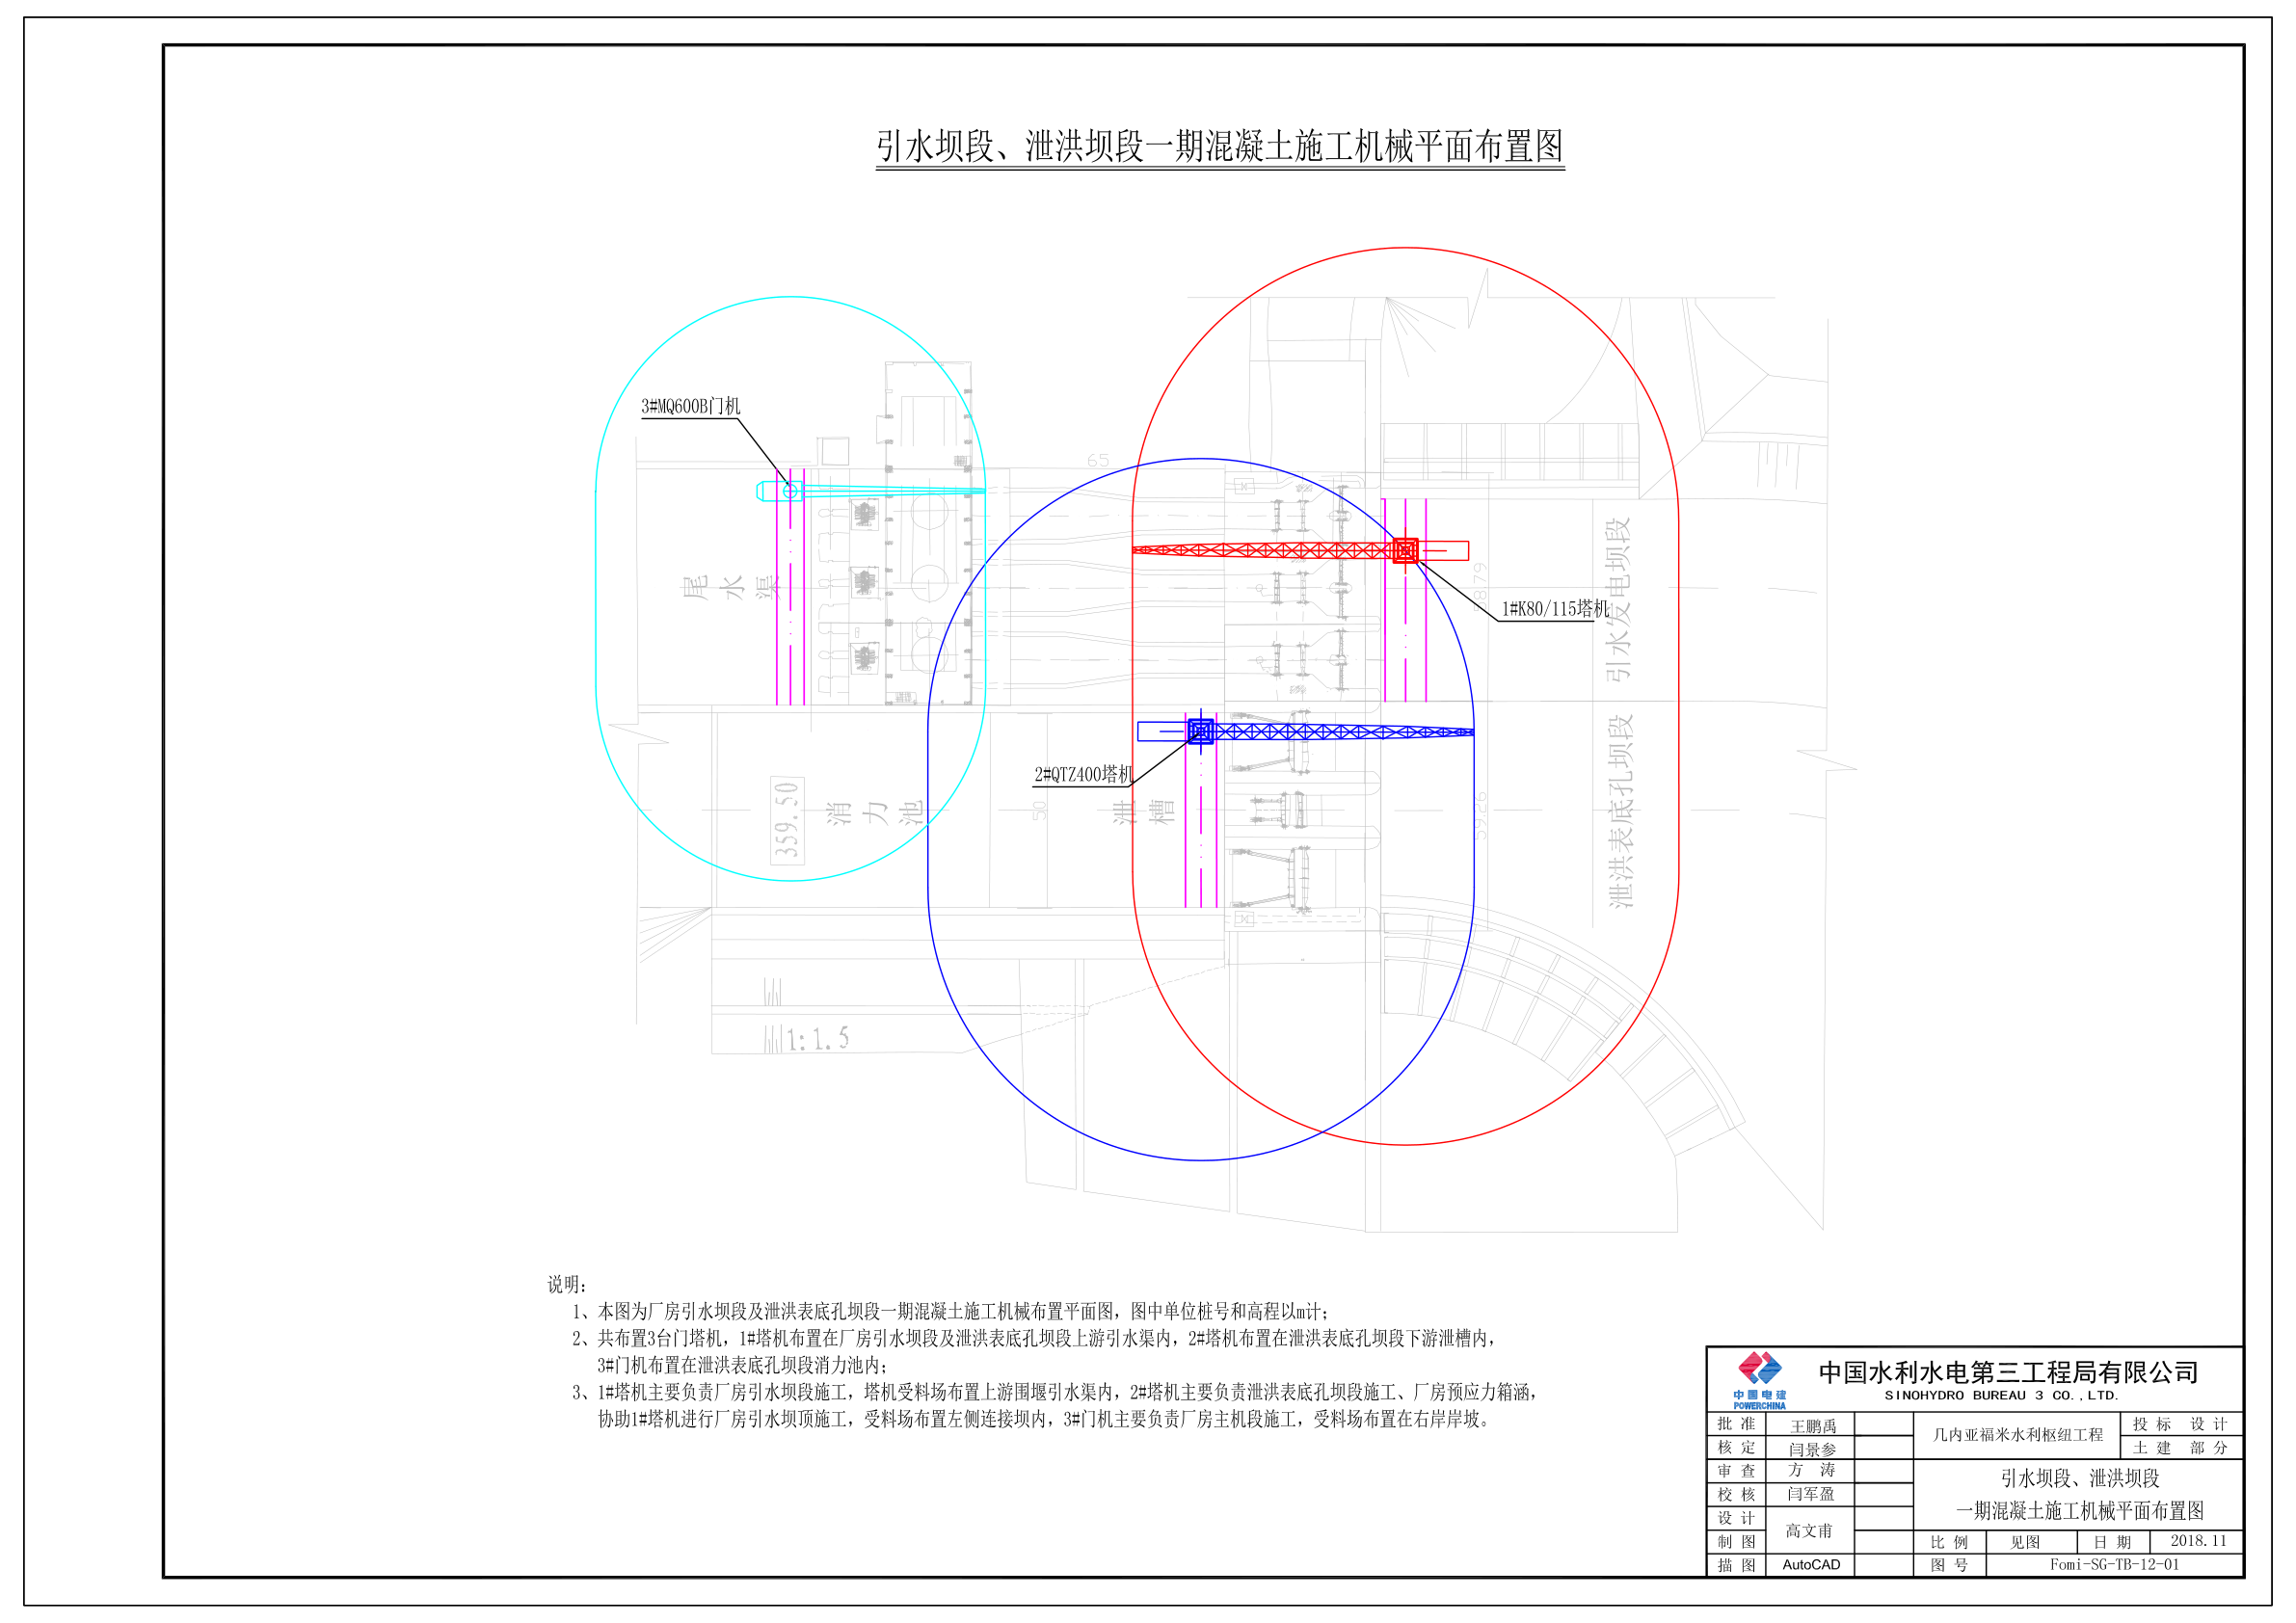 引水坝段、泄洪坝段一期混凝土施工机械平面布置图
3#MQ600B门机
65
尾水渠
1#K80/115塔机
引水发电坝段
2#QTZ400塔机
359.50
消力池
50
泄槽
5926
泄洪表底孔坝段
1:1.5
说明:
1、本图为厂房引水坝段及泄洪表底孔坝段一期混凝土施工机械布置平面图，图中单位桩号和高程以m计;
2、共布置3台门塔机，1#塔机布置在厂房引水坝段及泄洪表底孔坝段上游引水渠内，2#塔机布置在泄洪表底孔坝段下游泄槽内，
3#门机布置在泄洪表底孔坝段消力池内;
3、1#塔机主要负责厂房引水坝段施工，塔机受料场布置上游围堰引水渠内，2#塔机主要负责泄洪表底孔坝段施工、厂房预应力箱涵，
协助1#塔机进行厂房引水坝顶施工，受料场布置左侧连接坝内，3#门机主要负责厂房主机段施工，受料场布置在右岸岸坡。
中国电建
POWERCHINA
中国水利水电第三工程局有限公司
SINOHYDRO BUREAU 3 CO.,LTD.
批 准 王鹏禹
核 定 闫景参
审 查 方 涛
校 核 闫军盈
设 计 高文甫
制 图
描 图 AutoCAD
几内亚福米水利枢纽工程
投 标 设 计
土 建 部 分
引水坝段、泄洪坝段
一期混凝土施工机械平面布置图
比 例 见图 日 期 2018.11
图 号 Fomi-SG-TB-12-01